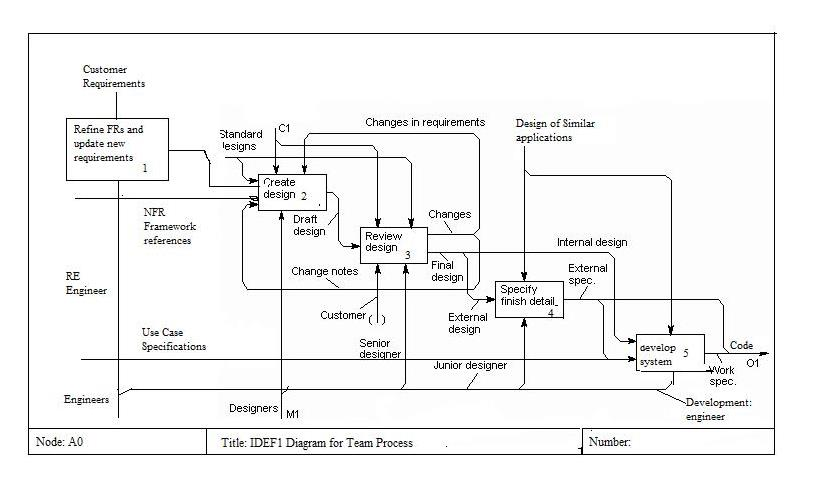 Customer
Requirements
Refine FRs and
update new
requirements
1
Standard
designs
C1
Changes in requirements
Design of Similar
applications
Create
design 2
NFR
Framework
references
Draft
design
Changes
Review
design
3
Internal design
RE
Engineer
Change notes
Final
design
External
spec.
Specify
finish detail
4
Customer ( )
External
design
Use Case
Specifications
Senior
designer
develop 5
system
Code
O1
Junior designer
Work
spec.
Engineers
Designers
M1
Development:
engineer
Node: A0
Title: IDEF1 Diagram for Team Process
Number: